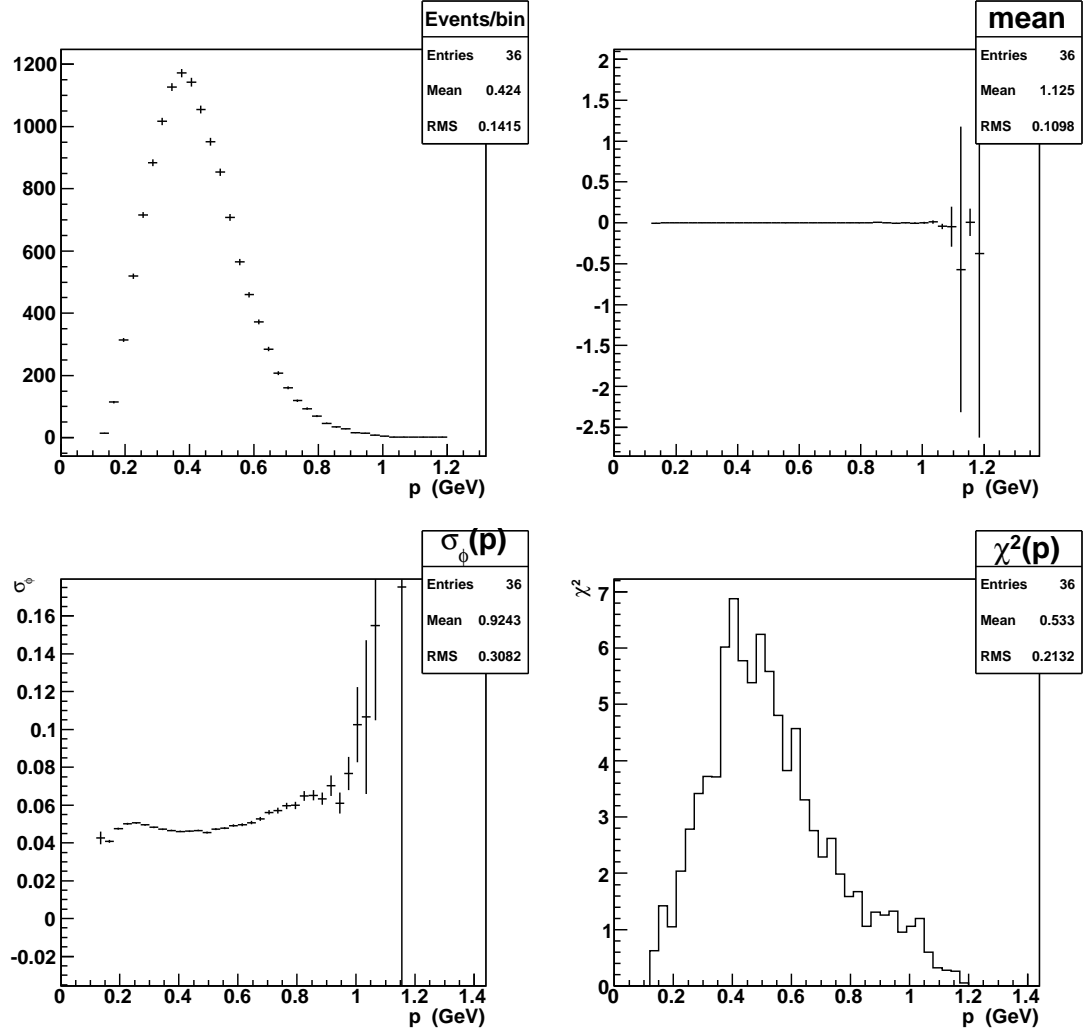 Events/bin
Entries 36
Mean 0.424
RMS 0.1415
1200
1000
800
600
400
200
0
0 0.2 0.4 0.6 0.8 1 1.2
p (GeV)
mean
Entries 36
Mean 1.125
RMS 0.1098
2
1.5
1
0.5
0
-0.5
-1
-1.5
-2
-2.5
0 0.2 0.4 0.6 0.8 1 1.2
p (GeV)
σϕ(p)
Entries 36
Mean 0.9243
RMS 0.3082
σϕ
0.16
0.14
0.12
0.1
0.08
0.06
0.04
0.02
0
-0.02
0 0.2 0.4 0.6 0.8 1 1.2 1.4
p (GeV)
χ²(p)
Entries 36
Mean 0.533
RMS 0.2132
χ²
7
6
5
4
3
2
1
0
0 0.2 0.4 0.6 0.8 1 1.2 1.4
p (GeV)